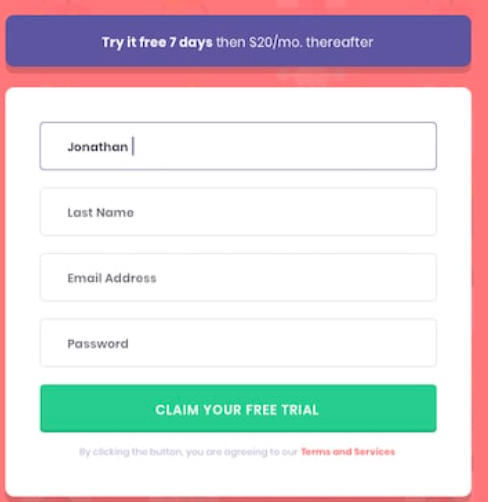 Try it free 7 days then $20/mo. thereafter
Jonathan
Last Name
Email Address
Password
CLAIM YOUR FREE TRIAL
By clicking the button, you are agreeing to our Terms and Services